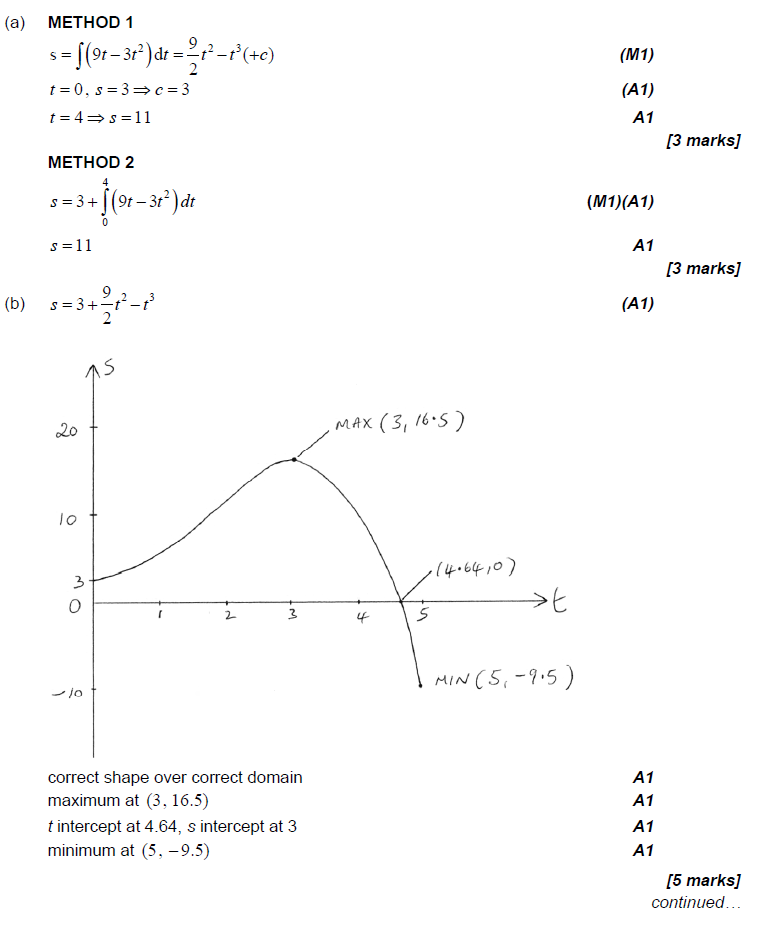 (a) METHOD 1
s = ∫(9t − 3t²) dt = 9/2 t² − t³ (+c) (M1)
t = 0, s = 3 ⇒ c = 3 (A1)
t = 4 ⇒ s = 11 A1
[3 marks]
METHOD 2
s = 3 + ∫₀⁴ (9t − 3t²) dt (M1)(A1)
s = 11 A1
[3 marks]
(b) s = 3 + 9/2 t² − t³ (A1)
s
20
MAX (3, 16.5)
10
(4.64, 0)
3
0
1 2 3 4 5
t
MIN (5, −9.5)
−10
correct shape over correct domain A1
maximum at (3, 16.5) A1
t intercept at 4.64, s intercept at 3 A1
minimum at (5, −9.5) A1
[5 marks]
continued…